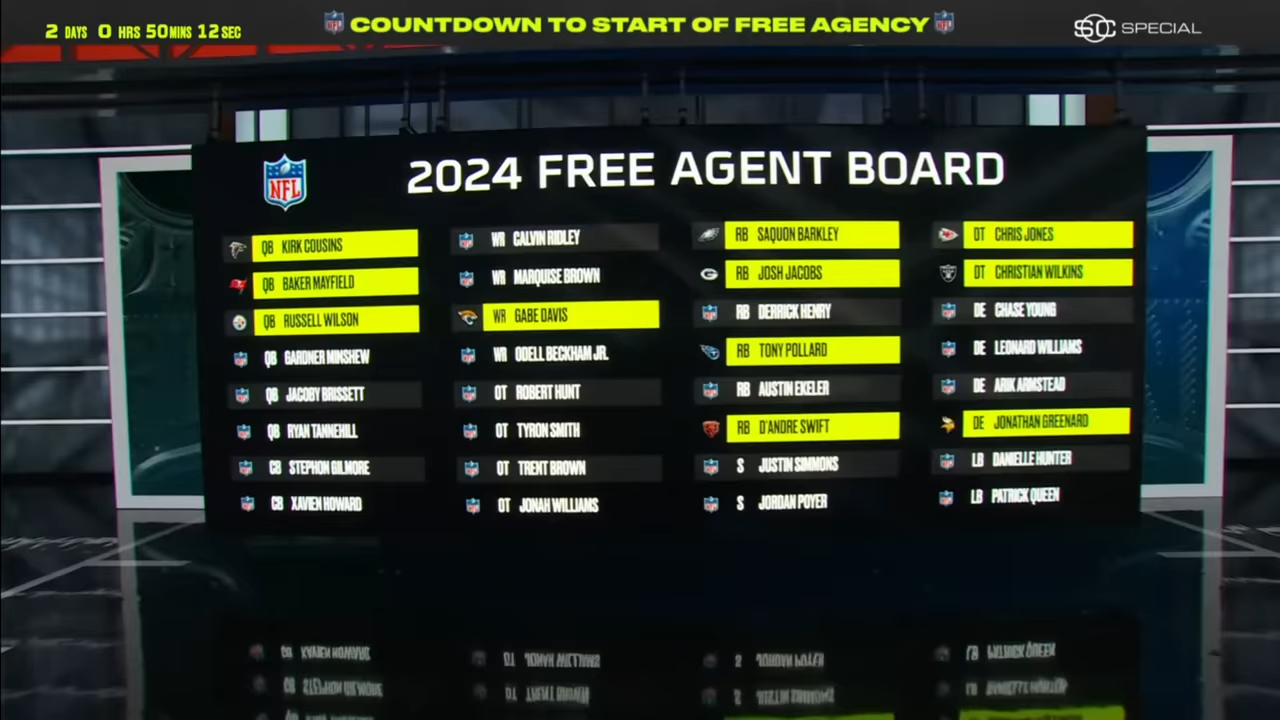 2 DAYS 0 HRS 50MINS 12SEC
COUNTDOWN TO START OF FREE AGENCY
SC SPECIAL
NFL
2024 FREE AGENT BOARD
QB KIRK COUSINS
QB BAKER MAYFIELD
QB RUSSELL WILSON
QB GARDNER MINSHEW
QB JACOBY BRISSETT
QB RYAN TANNEHILL
CB STEPHON GILMORE
CB XAVIEN HOWARD
WR CALVIN RIDLEY
WR MARQUISE BROWN
WR GABE DAVIS
WR ODELL BECKHAM JR.
OT ROBERT HUNT
OT TYRON SMITH
OT TRENT BROWN
OT JONAH WILLIAMS
RB SAQUON BARKLEY
RB JOSH JACOBS
RB DERRICK HENRY
RB TONY POLLARD
RB AUSTIN EKELER
RB D'ANDRE SWIFT
S JUSTIN SIMMONS
S JORDAN POYER
DT CHRIS JONES
DT CHRISTIAN WILKINS
DE CHASE YOUNG
DE LEONARD WILLIAMS
DE ARIK ARMSTEAD
DE JONATHAN GREENARD
LB DANIELLE HUNTER
LB PATRICK QUEEN